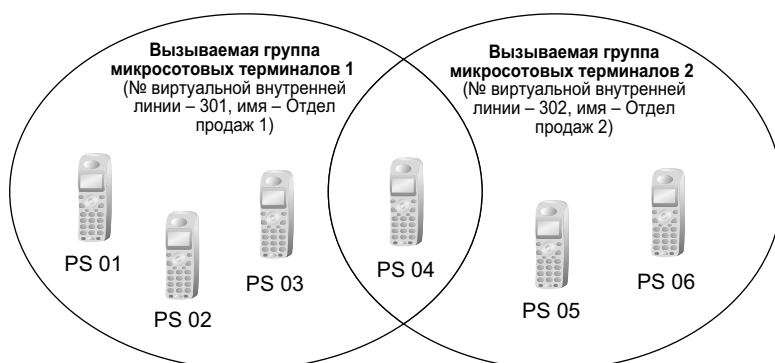 Вызываемая группа
микросотовых терминалов 1
(№ виртуальной внутренней
линии – 301, имя – Отдел
продаж 1)
Вызываемая группа
микросотовых терминалов 2
(№ виртуальной внутренней
линии – 302, имя – Отдел
продаж 2)
PS 01
PS 02
PS 03
PS 04
PS 05
PS 06